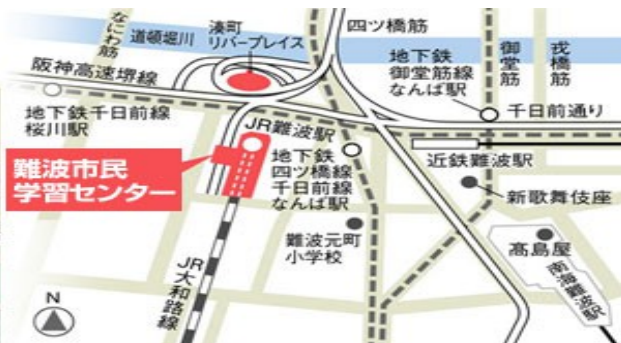 なにわ筋
道頓堀川
湊町
リバープレイス
四ツ橋筋
地下鉄
御堂筋線
なんば駅
御堂筋
戎橋筋
阪神高速堺線
地下鉄千日前線
桜川駅
JR難波駅
千日前通り
難波市民
学習センター
地下鉄
四ツ橋線
千日前線
なんば駅
近鉄難波駅
新歌舞伎座
難波元町
小学校
髙島屋
南海難波駅
JR大和路線
N